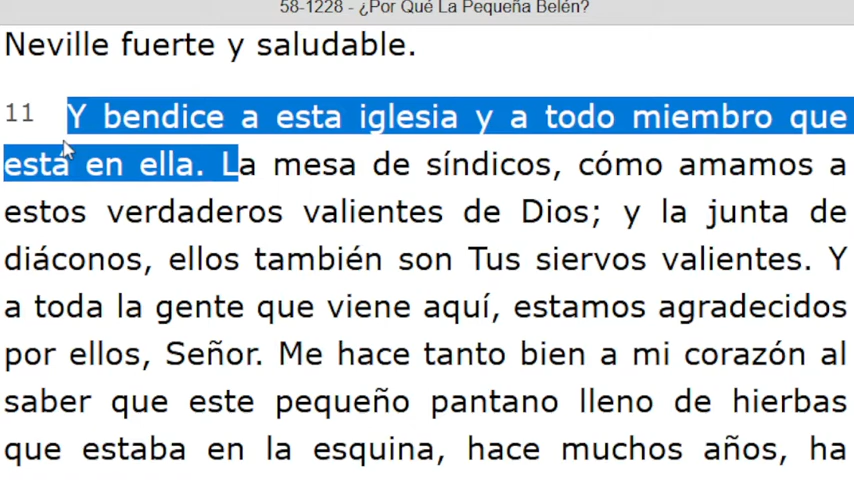 58-1228 - ¿Por Qué La Pequeña Belén?
Neville fuerte y saludable.
11 Y bendice a esta iglesia y a todo miembro que
está en ella. La mesa de síndicos, cómo amamos a
estos verdaderos valientes de Dios; y la junta de
diáconos, ellos también son Tus siervos valientes. Y
a toda la gente que viene aquí, estamos agradecidos
por ellos, Señor. Me hace tanto bien a mi corazón al
saber que este pequeño pantano lleno de hierbas
que estaba en la esquina, hace muchos años, ha